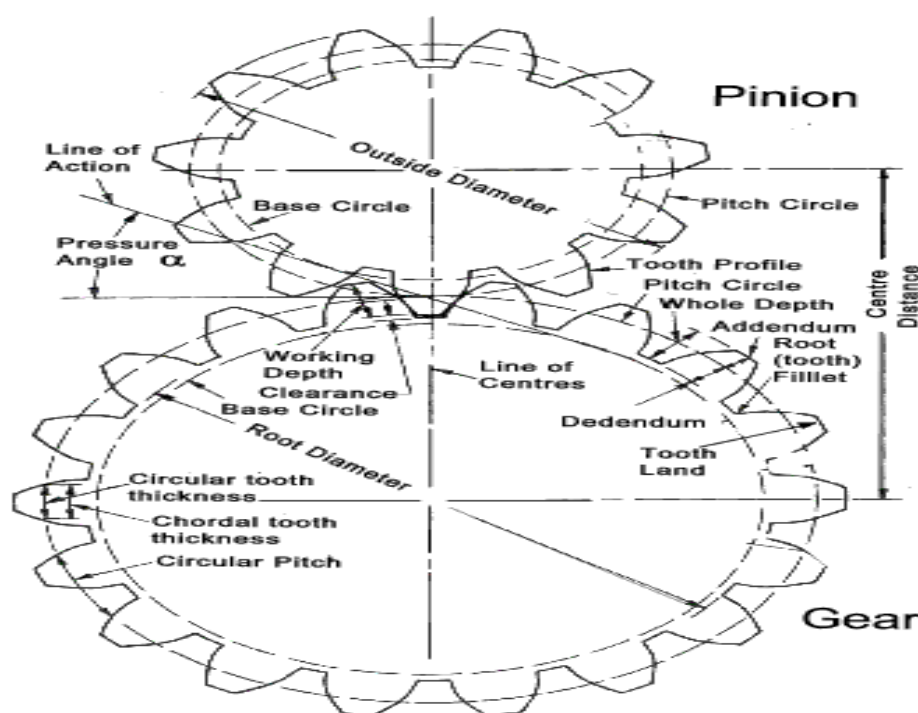 Pinion
Line of
Action
Outside Diameter
Base Circle
Pitch Circle
Pressure
Angle α
Tooth Profile
Pitch Circle
Whole Depth
Centre
Distance
Addendum
Root
(tooth)
Filllet
Working
Depth
Line of
Centres
Clearance
Base Circle
Dedendum
Root Diameter
Tooth
Land
Circular tooth
thickness
Chordal tooth
thickness
Circular Pitch
Gear